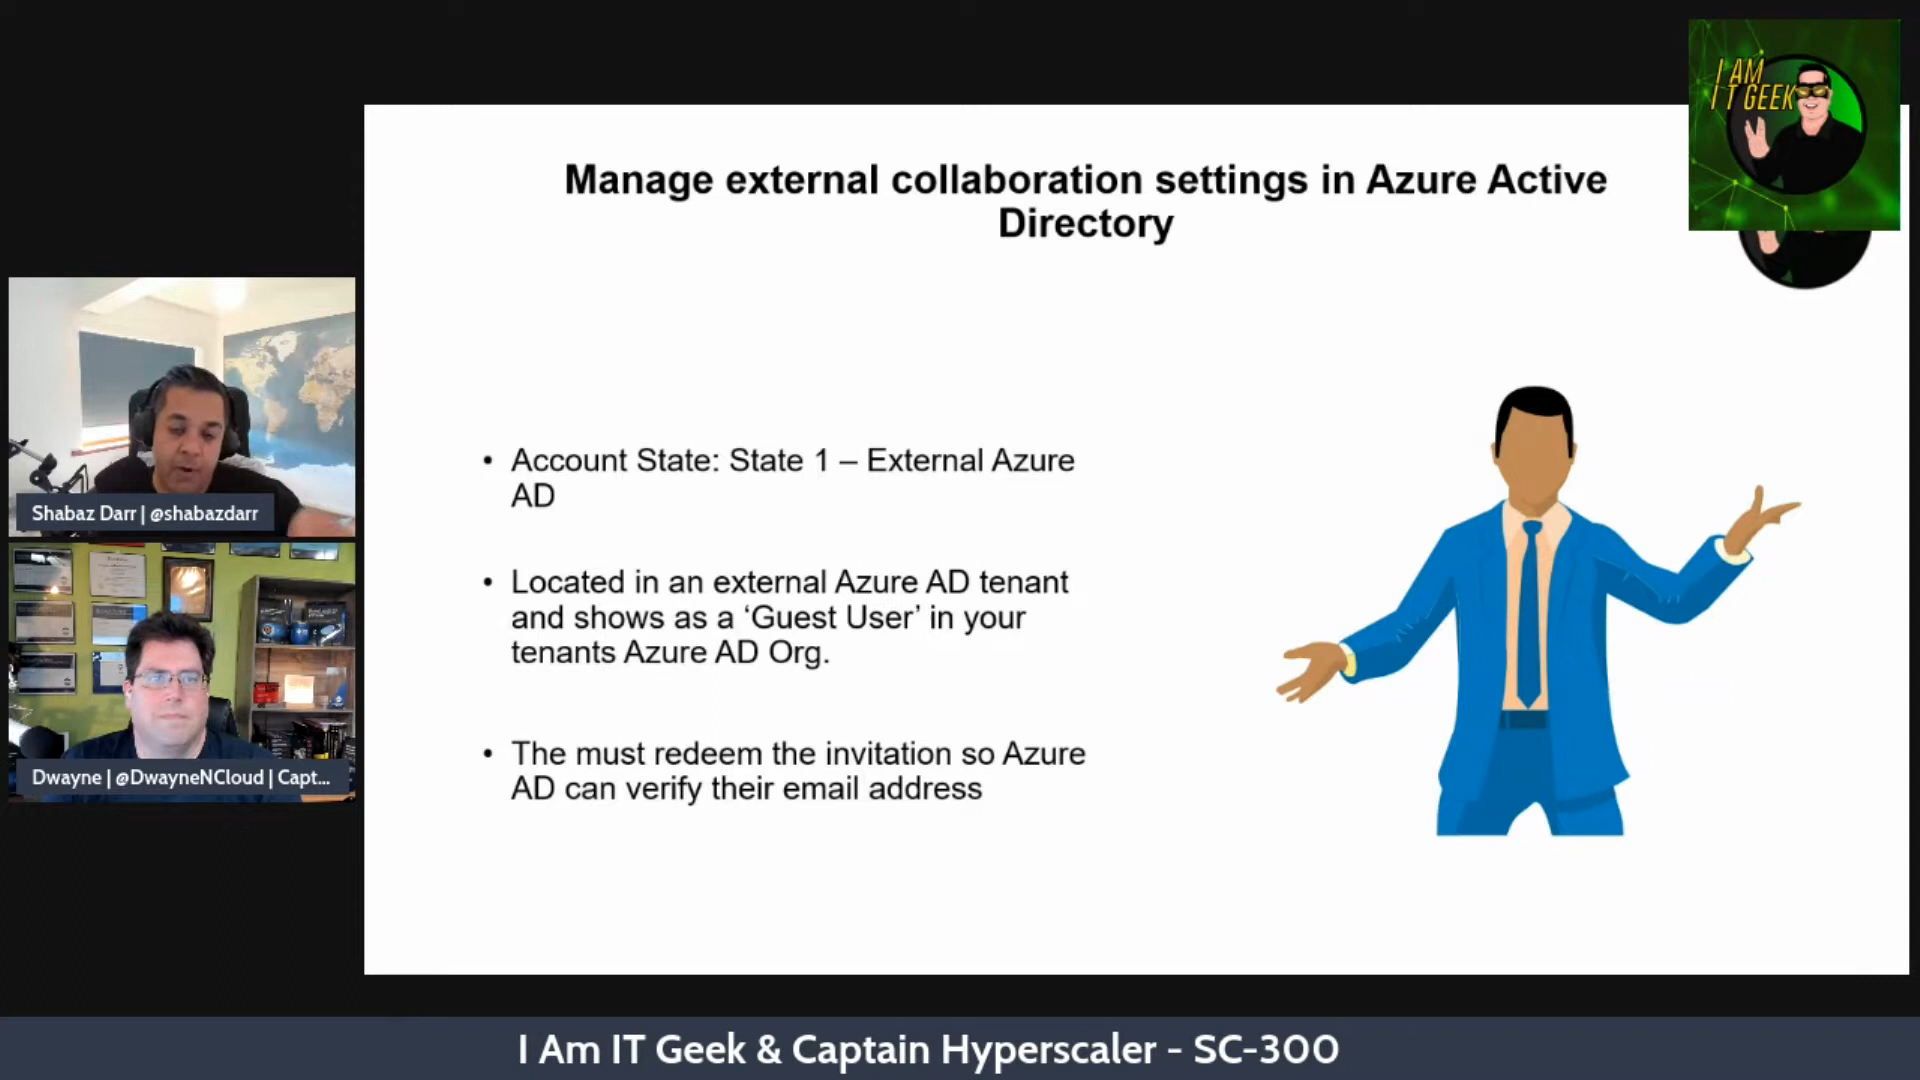 I AM
IT GEEK
Manage external collaboration settings in Azure Active
Directory
• Account State: State 1 – External Azure
AD
• Located in an external Azure AD tenant
and shows as a ‘Guest User’ in your
tenants Azure AD Org.
• The must redeem the invitation so Azure
AD can verify their email address
Shabaz Darr | @shabazdarr
Dwayne | @DwayneNCloud | Capt...
I Am IT Geek & Captain Hyperscaler - SC-300